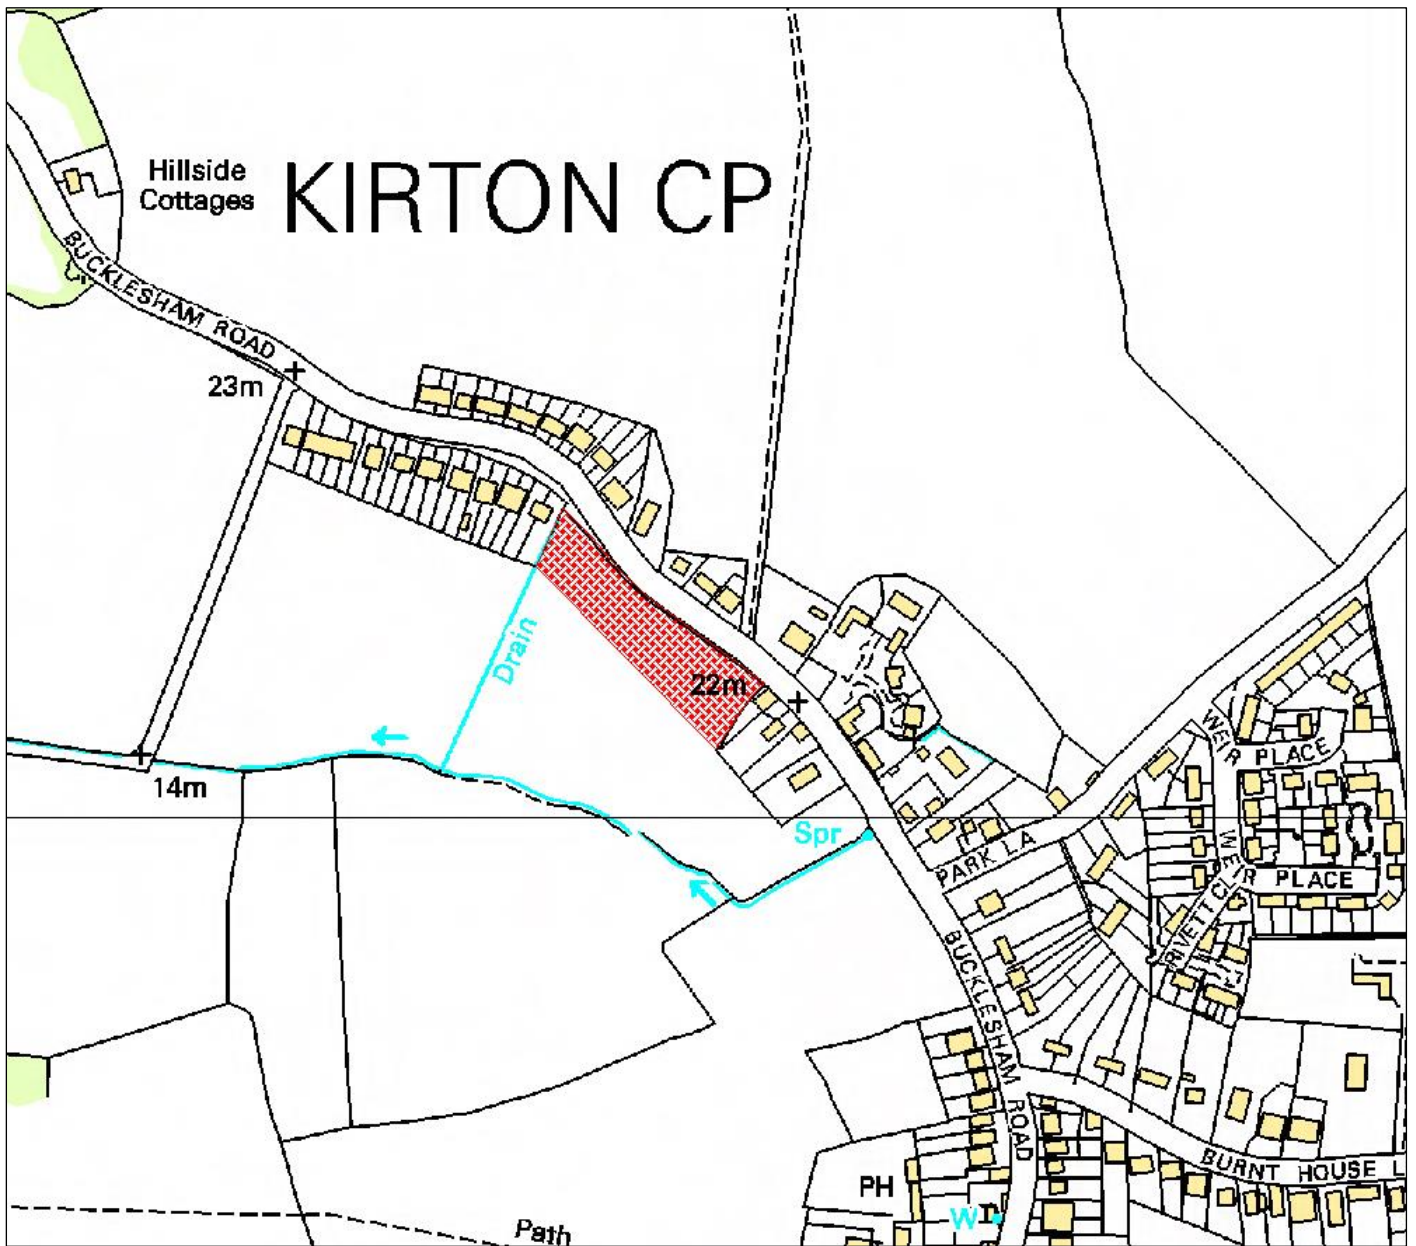 Hillside
Cottages
KIRTON CP
BUCKLESHAM ROAD
23m
Drain
22m
14m
WEIR PLACE
Spr
PARK LA
WEIR PLACE
RIVETT CL
BUCKLESHAM ROAD
BURNT HOUSE L
PH
W
Path